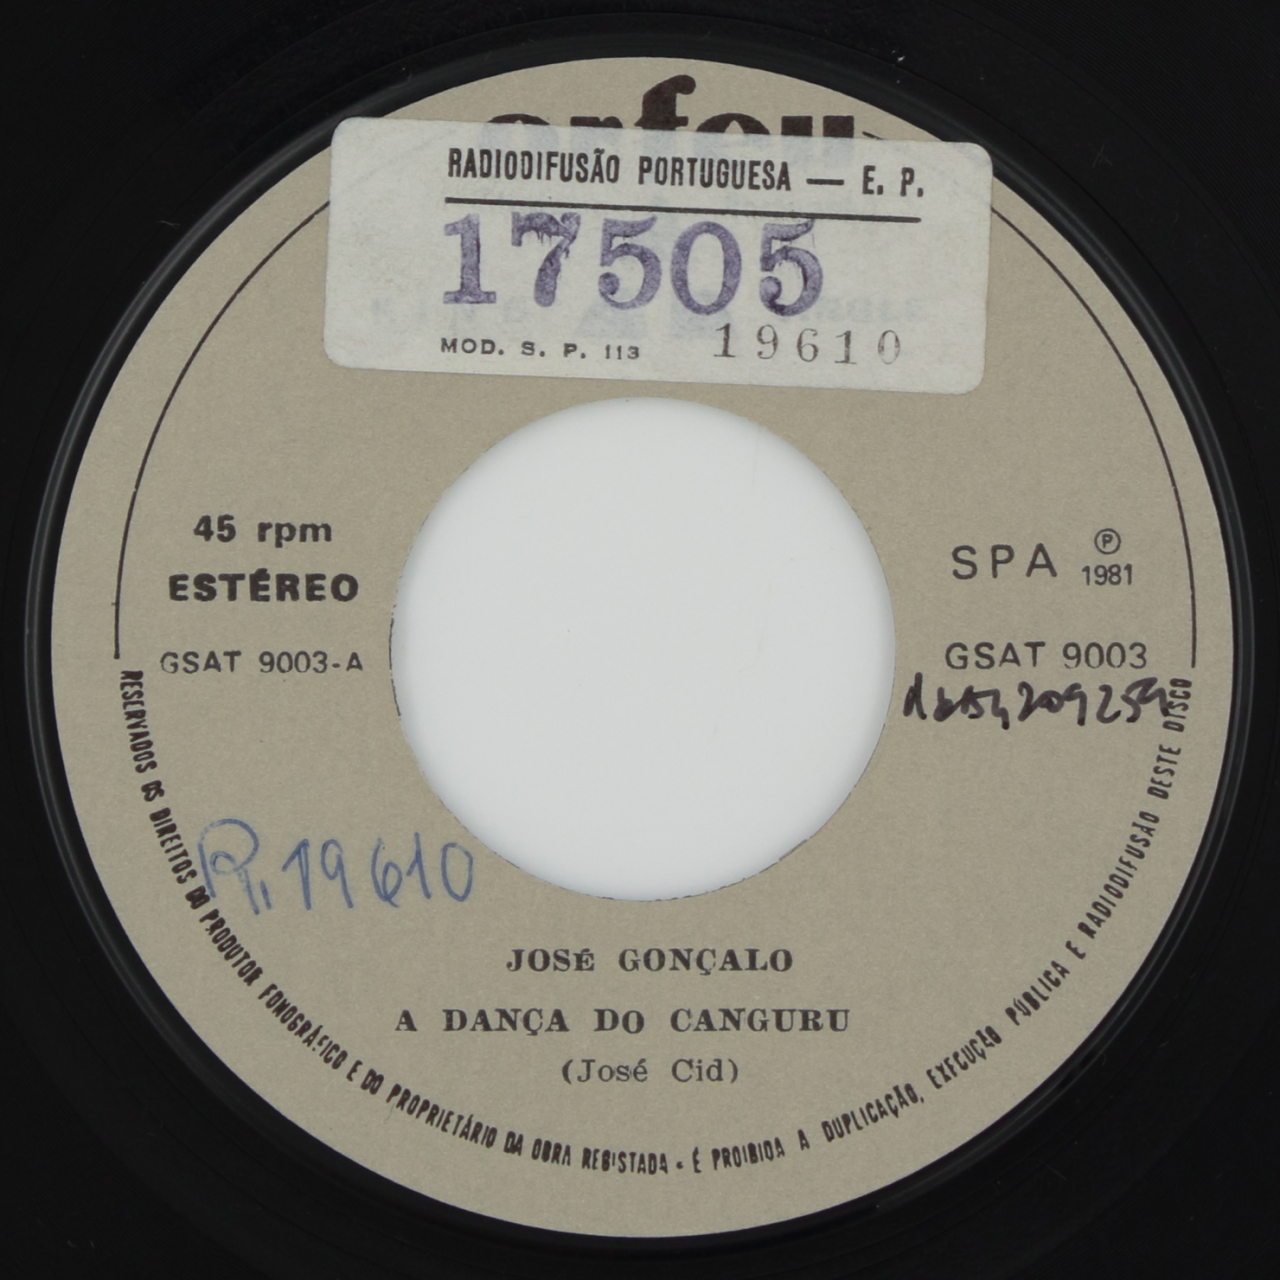 orfeu
RADIODIFUSÃO PORTUGUESA — E. P.
17505
MOD. S. P. 113 19610
45 rpm
ESTÉREO
GSAT 9003-A
SPA Ⓟ 1981
GSAT 9003
R. 19610
JOSÉ GONÇALO
A DANÇA DO CANGURU
(José Cid)
RESERVADOS OS DIREITOS DO PRODUTOR FONOGRÁFICO E DO PROPRIETÁRIO DA OBRA REGISTADA - É PROIBIDA A DUPLICAÇÃO, EXECUÇÃO PÚBLICA E RADIODIFUSÃO DESTE DISCO